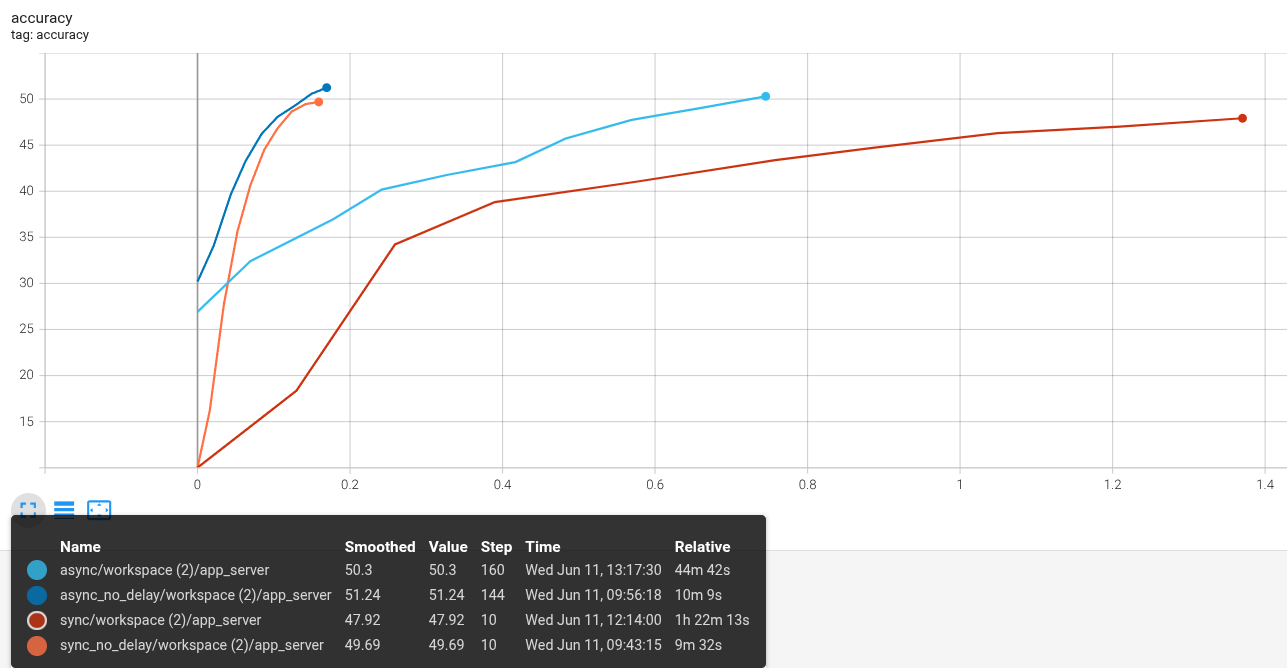 accuracy
tag: accuracy
50
45
40
35
30
25
20
15
0 0.2 0.4 0.6 0.8 1 1.2 1.4
Name Smoothed Value Step Time Relative
async/workspace (2)/app_server 50.3 50.3 160 Wed Jun 11, 13:17:30 44m 42s
async_no_delay/workspace (2)/app_server 51.24 51.24 144 Wed Jun 11, 09:56:18 10m 9s
sync/workspace (2)/app_server 47.92 47.92 10 Wed Jun 11, 12:14:00 1h 22m 13s
sync_no_delay/workspace (2)/app_server 49.69 49.69 10 Wed Jun 11, 09:43:15 9m 32s